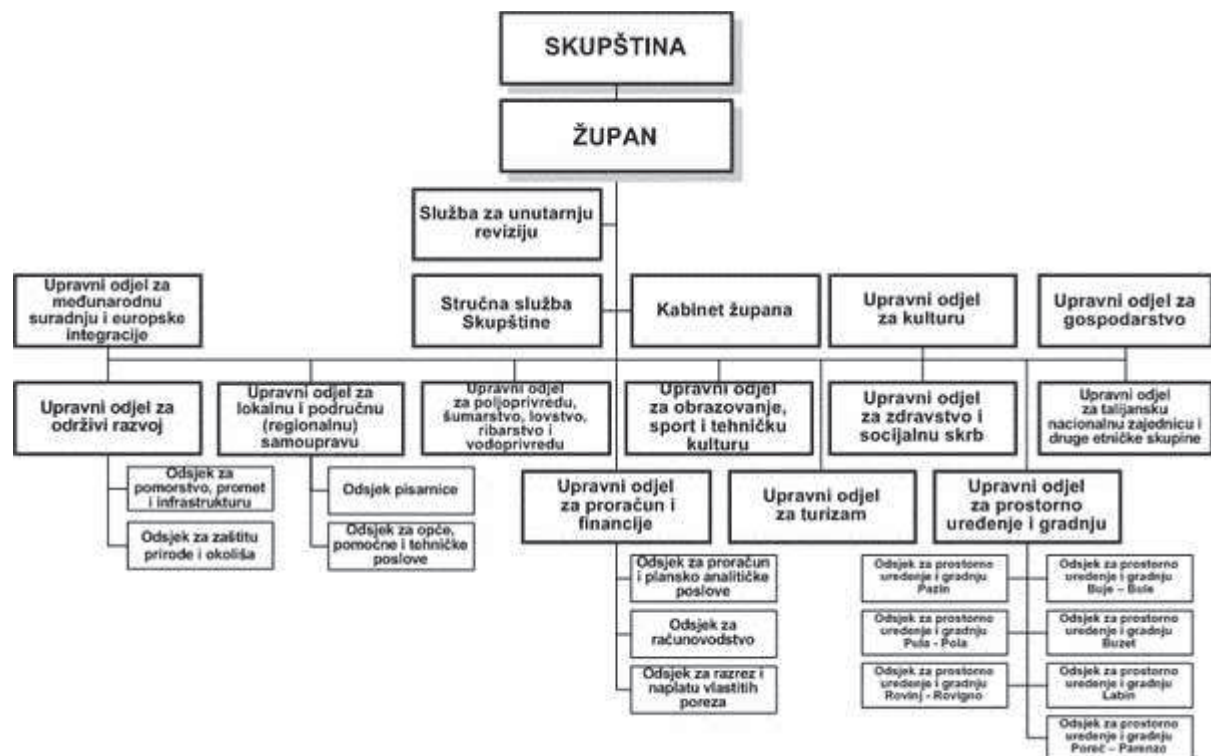 SKUPŠTINA
ŽUPAN
Služba za unutarnju
reviziju
Upravni odjel za
međunarodnu
suradnju i europske
integracije
Stručna služba
Skupštine
Kabinet župana
Upravni odjel
za kulturu
Upravni odjel za
gospodarstvo
Upravni odjel za
održivi razvoj
Upravni odjel za
lokalnu i područnu
(regionalnu)
samoupravu
Upravni odjel
za poljoprivredu,
šumarstvo, lovstvo,
ribarstvo i
vodoprivredu
Upravni odjel
za obrazovanje,
sport i tehničku
kulturu
Upravni odjel
za zdravstvo i
socijalnu skrb
Upravni odjel
za talijansku
nacionalnu zajednicu i
druge etničke skupine
Odsjek za
pomorstvo, promet
i infrastrukturu
Odsjek za zaštitu
prirode i okoliša
Odsjek pisarnice
Odsjek za opće,
pomoćne i tehničke
poslove
Upravni odjel
za proračun i
financije
Upravni odjel
za turizam
Upravni odjel
za prostorno
uređenje i gradnju
Odsjek za proračun
i plansko analitičke
poslove
Odsjek za
računovodstvo
Odsjek za razrez i
naplatu vlastitih
poreza
Odsjek za prostorno
uređenje i gradnju
Pazin
Odsjek za prostorno
uređenje i gradnju
Buje – Buie
Odsjek za prostorno
uređenje i gradnju
Pula - Pola
Odsjek za prostorno
uređenje i gradnju
Buzet
Odsjek za prostorno
uređenje i gradnju
Rovinj - Rovigno
Odsjek za prostorno
uređenje i gradnju
Labin
Odsjek za prostorno
uređenje i gradnju
Poreč – Parenzo